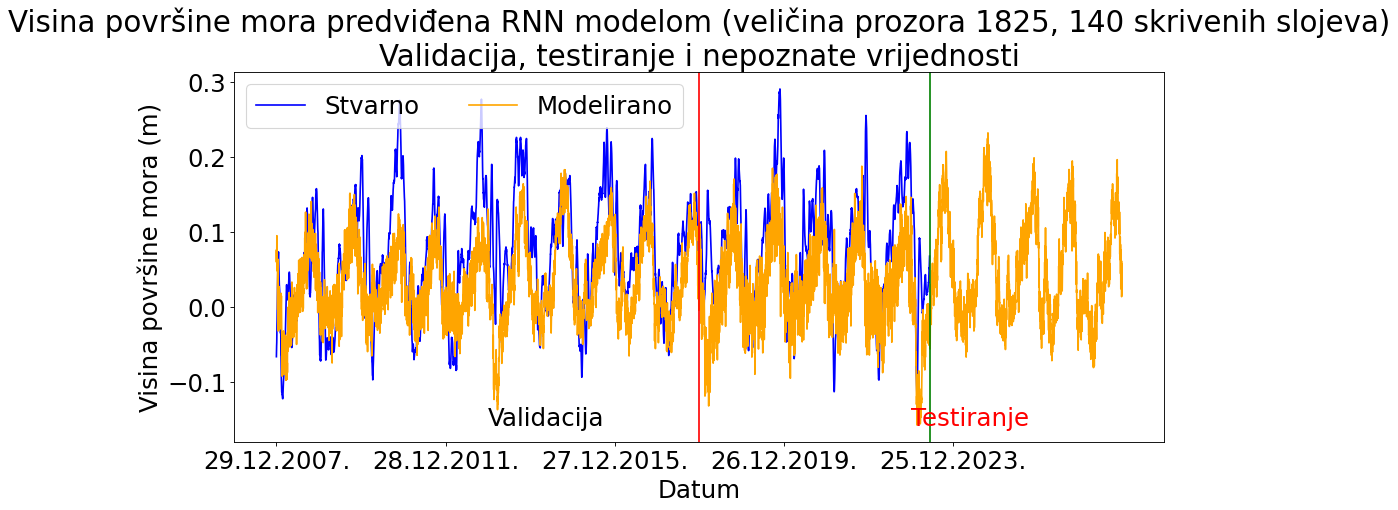 Visina površine mora predviđena RNN modelom (veličina prozora 1825, 140 skrivenih slojeva)
Validacija, testiranje i nepoznate vrijednosti
Stvarno Modelirano
Visina površine mora (m)
0.3
0.2
0.1
0.0
−0.1
Validacija
Testiranje
29.12.2007. 28.12.2011. 27.12.2015. 26.12.2019. 25.12.2023.
Datum